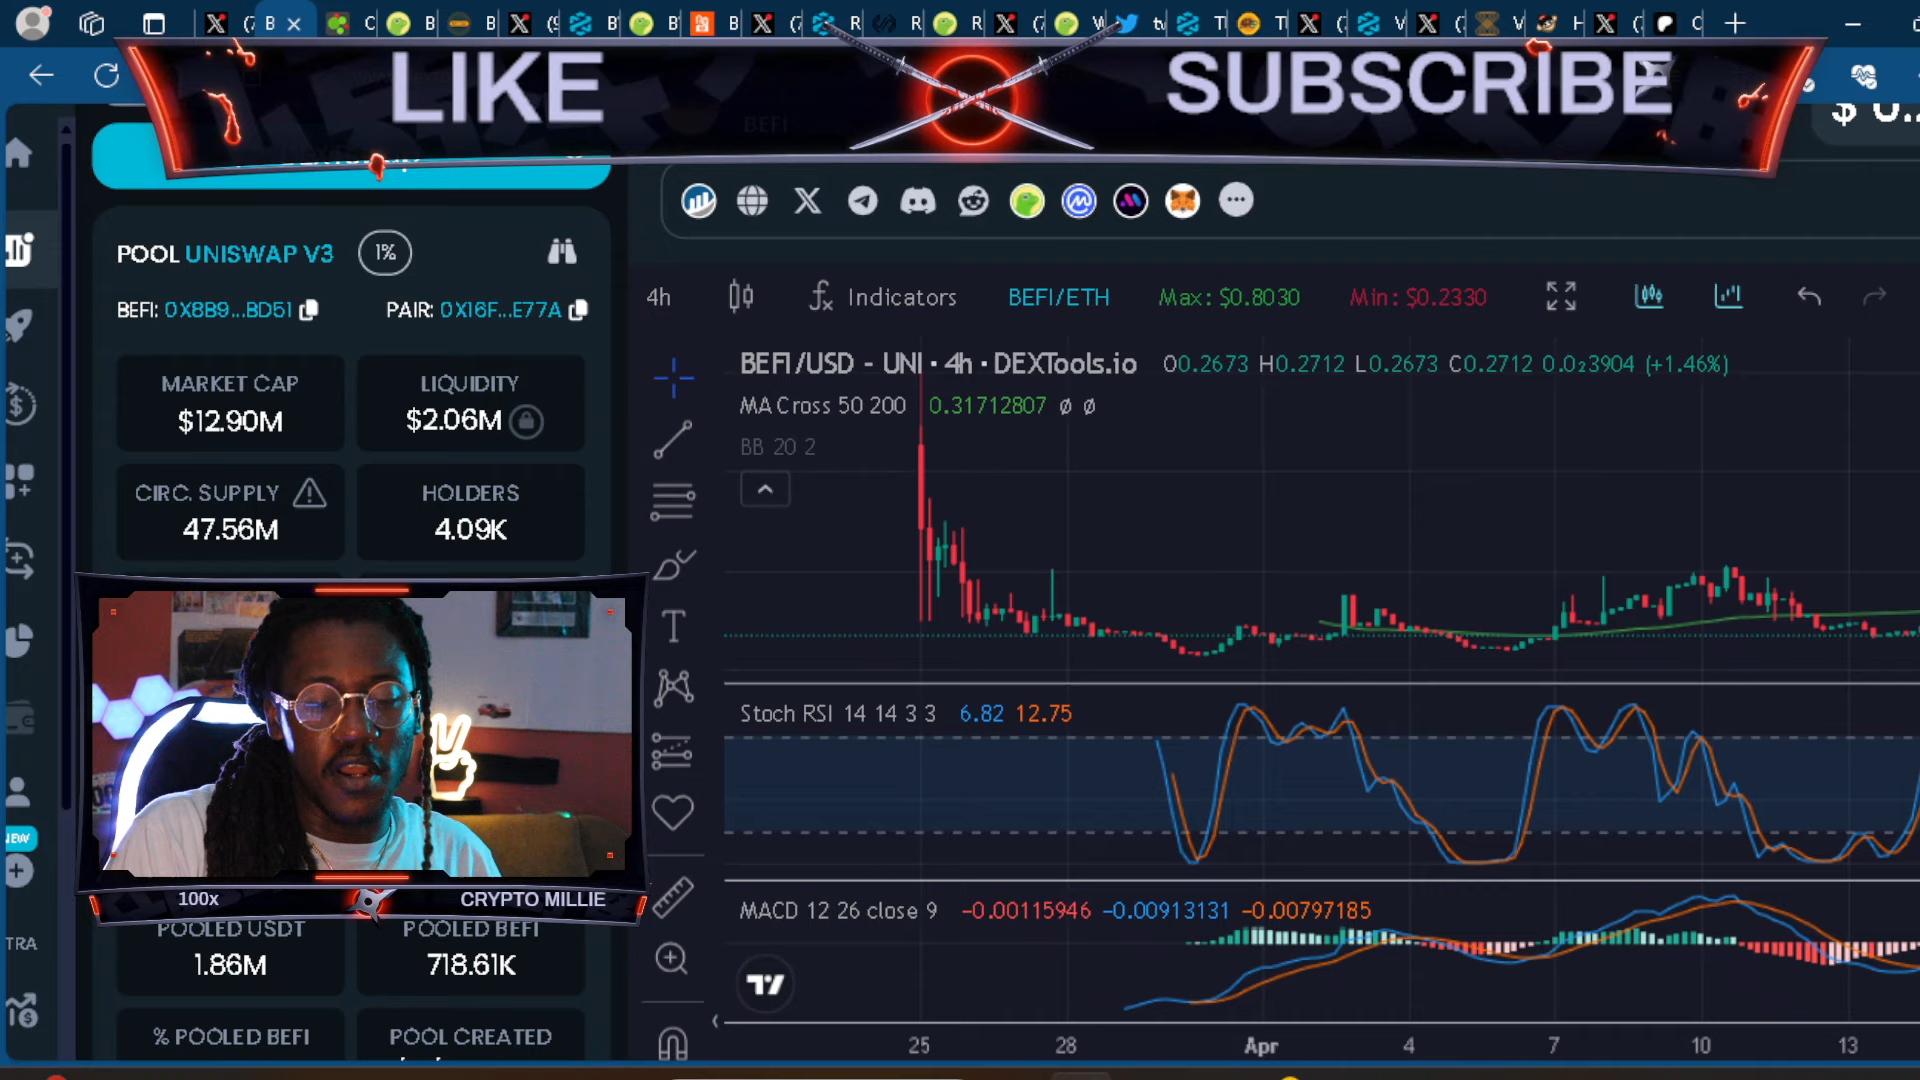 LIKE
SUBSCRIBE
BEFI
POOL UNISWAP V3 1%
BEFI: 0X8B9...BD51 PAIR: 0X16F...E77A
MARKET CAP
$12.90M
LIQUIDITY
$2.06M
CIRC. SUPPLY
47.56M
HOLDERS
4.09K
100x
CRYPTO MILLIE
POOLED USDT
1.86M
POOLED BEFI
718.61K
% POOLED BEFI
POOL CREATED
NEW
TRA
4h Indicators BEFI/ETH Max: $0.8030 Min: $0.2330
BEFI/USD - UNI • 4h • DEXTools.io O0.2673 H0.2712 L0.2673 C0.2712 0.0₂3904 (+1.46%)
MA Cross 50 200 0.31712807 ø ø
BB 20 2
Stoch RSI 14 14 3 3 6.82 12.75
MACD 12 26 close 9 -0.00115946 -0.00913131 -0.00797185
25 28 Apr 4 7 10 13